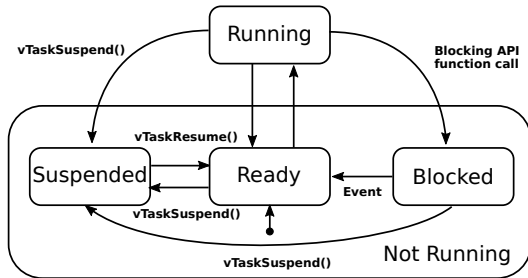 Running
vTaskSuspend()
Blocking API
function call
vTaskResume()
Suspended
Ready
Blocked
Event
vTaskSuspend()
Not Running
vTaskSuspend()